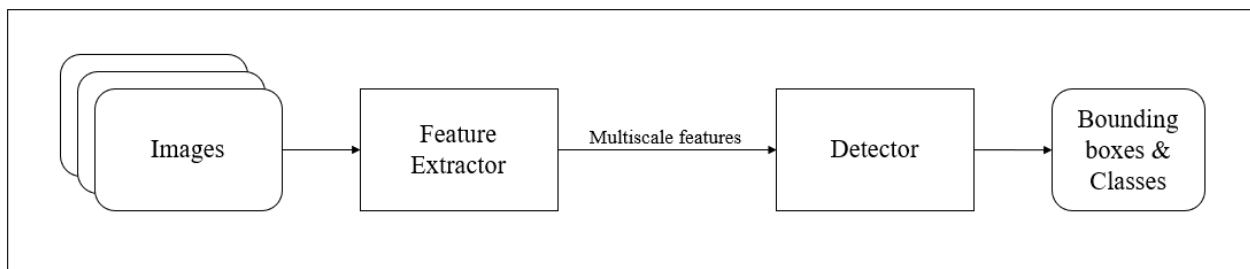 Images
Feature
Extractor
Multiscale features
Detector
Bounding
boxes &
Classes